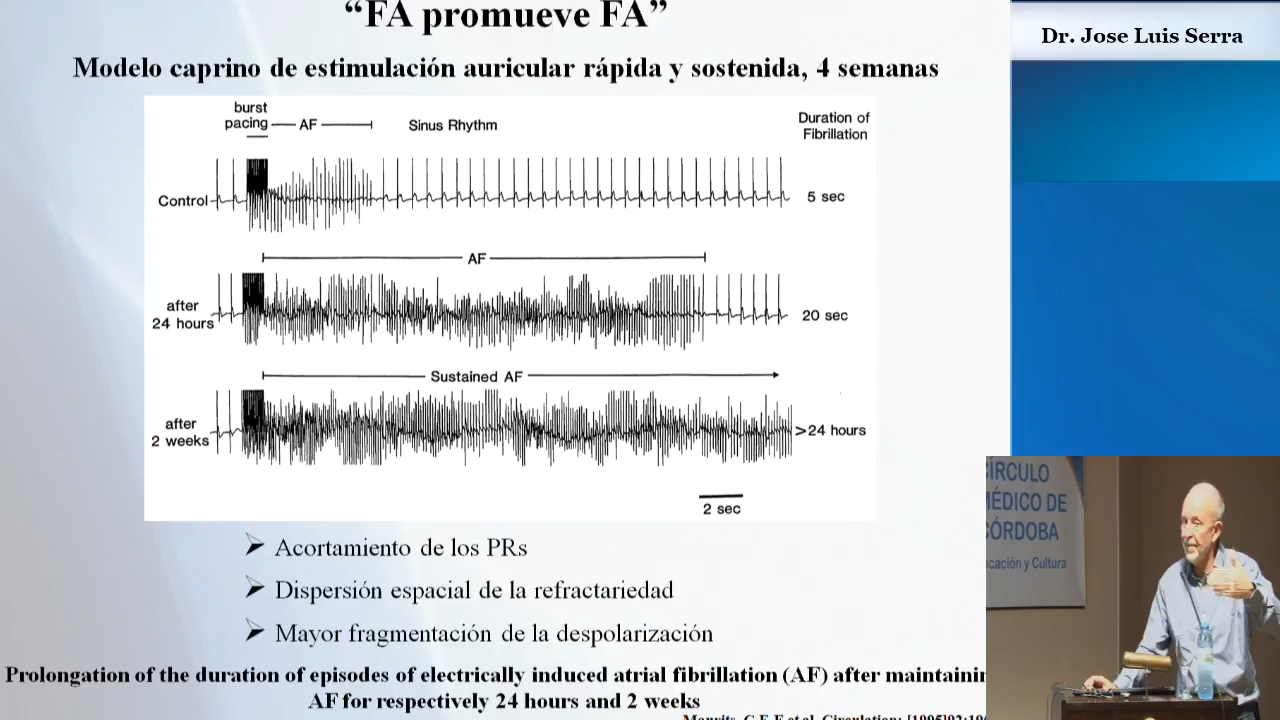 “FA promueve FA”
Dr. Jose Luis Serra
Modelo caprino de estimulación auricular rápida y sostenida, 4 semanas
burst
pacing
AF
Sinus Rhythm
Duration of
Fibrillation
Control
5 sec
AF
after
24 hours
20 sec
Sustained AF
after
2 weeks
>24 hours
2 sec
➢ Acortamiento de los PRs
➢ Dispersión espacial de la refractariedad
➢ Mayor fragmentación de la despolarización
Prolongation of the duration of episodes of electrically induced atrial fibrillation (AF) after
AF for respectively 24 hours and 2 weeks
CÍRCULO
MÉDICO DE
CÓRDOBA
y Cultura